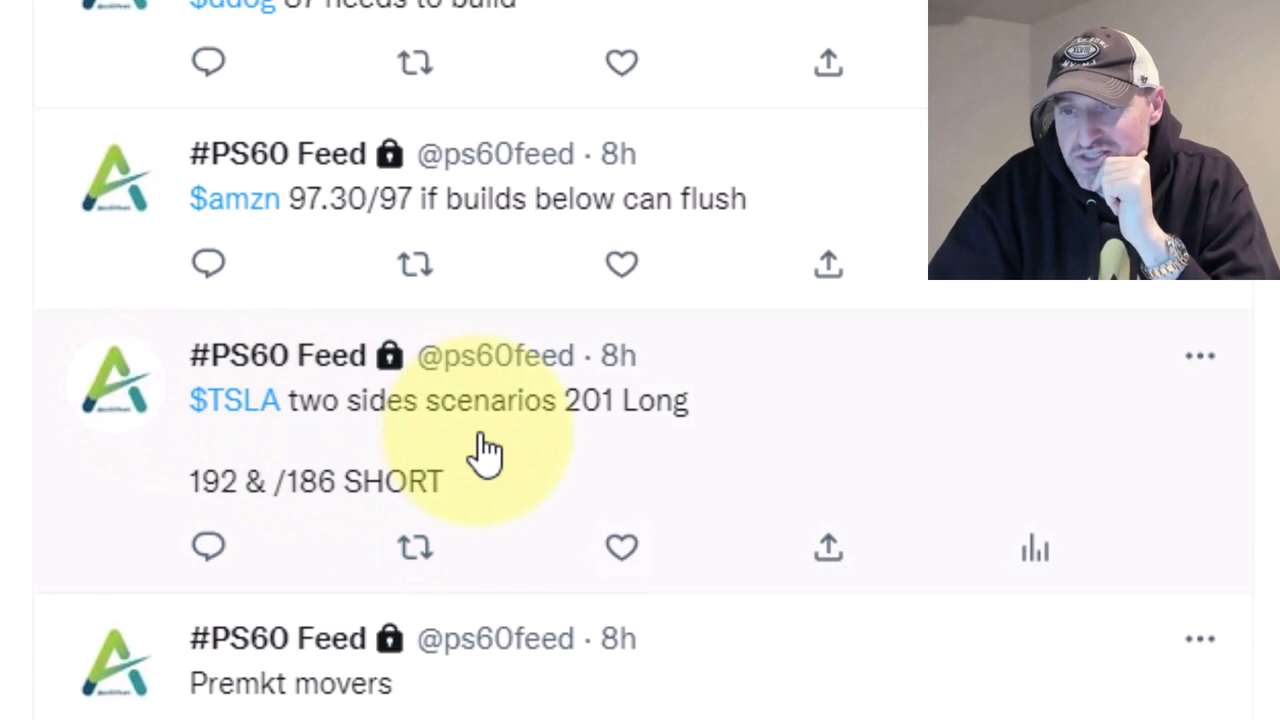 $ddog 87 needs to build
#PS60 Feed @ps60feed · 8h
$amzn 97.30/97 if builds below can flush
#PS60 Feed @ps60feed · 8h
$TSLA two sides scenarios 201 Long
192 & /186 SHORT
#PS60 Feed @ps60feed · 8h
Premkt movers
XLVIII